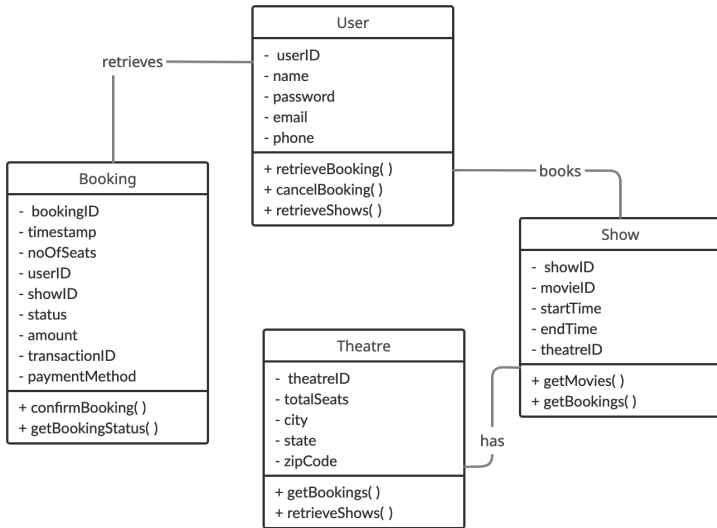 User
- userID
- name
- password
- email
- phone
+ retrieveBooking( )
+ cancelBooking( )
+ retrieveShows( )
retrieves
books
Booking
- bookingID
- timestamp
- noOfSeats
- userID
- showID
- status
- amount
- transactionID
- paymentMethod
+ confirmBooking( )
+ getBookingStatus( )
Show
- showID
- movieID
- startTime
- endTime
- theatreID
+ getMovies( )
+ getBookings( )
Theatre
- theatreID
- totalSeats
- city
- state
- zipCode
+ getBookings( )
+ retrieveShows( )
has